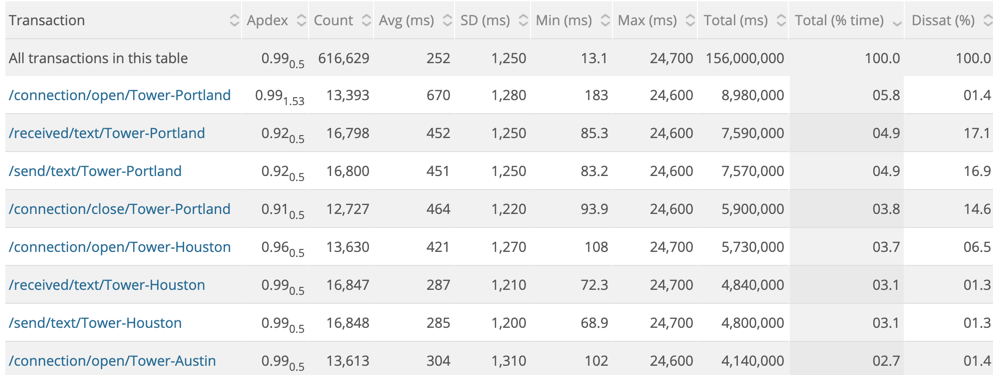 Transaction Apdex Count Avg (ms) SD (ms) Min (ms) Max (ms) Total (ms) Total (% time) Dissat (%)
All transactions in this table 0.99 0.5 616,629 252 1,250 13.1 24,700 156,000,000 100.0 100.0
/connection/open/Tower-Portland 0.99 1.53 13,393 670 1,280 183 24,600 8,980,000 05.8 01.4
/received/text/Tower-Portland 0.92 0.5 16,798 452 1,250 85.3 24,600 7,590,000 04.9 17.1
/send/text/Tower-Portland 0.92 0.5 16,800 451 1,250 83.2 24,600 7,570,000 04.9 16.9
/connection/close/Tower-Portland 0.91 0.5 12,727 464 1,220 93.9 24,600 5,900,000 03.8 14.6
/connection/open/Tower-Houston 0.96 0.5 13,630 421 1,270 108 24,700 5,730,000 03.7 06.5
/received/text/Tower-Houston 0.99 0.5 16,847 287 1,210 72.3 24,700 4,840,000 03.1 01.3
/send/text/Tower-Houston 0.99 0.5 16,848 285 1,200 68.9 24,700 4,800,000 03.1 01.3
/connection/open/Tower-Austin 0.99 0.5 13,613 304 1,310 102 24,600 4,140,000 02.7 01.4